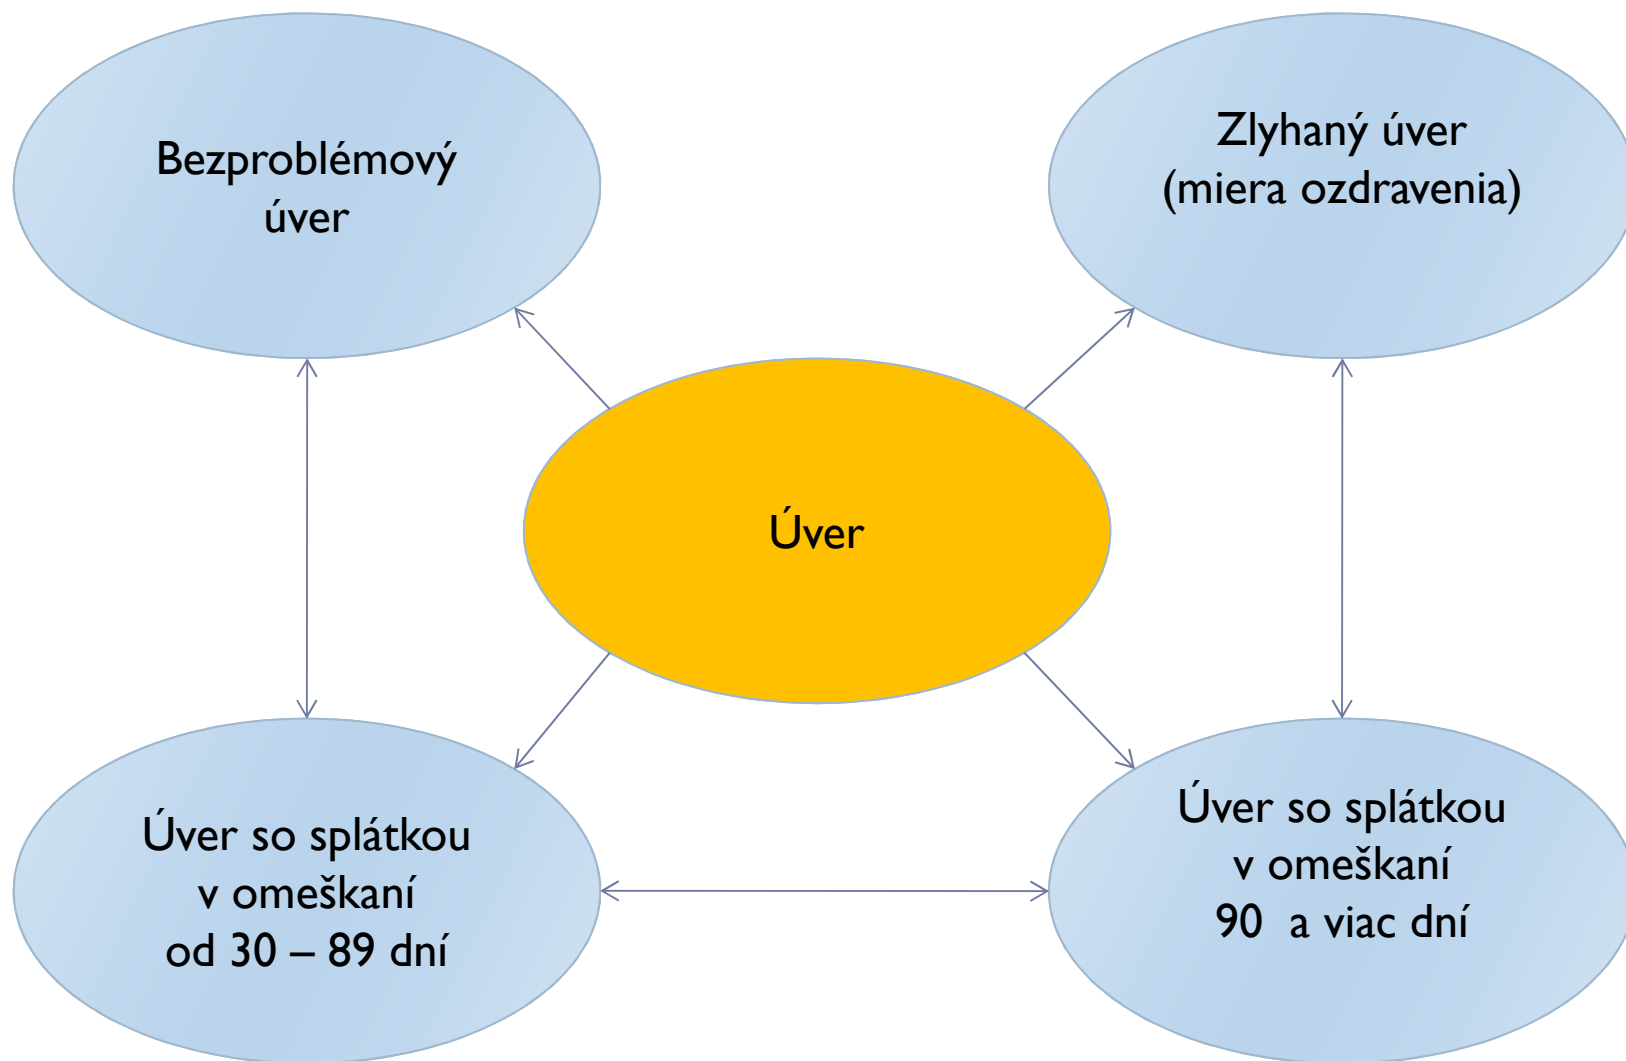 Bezproblémový
úver
Zlyhaný úver
(miera ozdravenia)
Úver
Úver so splátkou
v omeškaní
od 30 – 89 dní
Úver so splátkou
v omeškaní
90 a viac dní